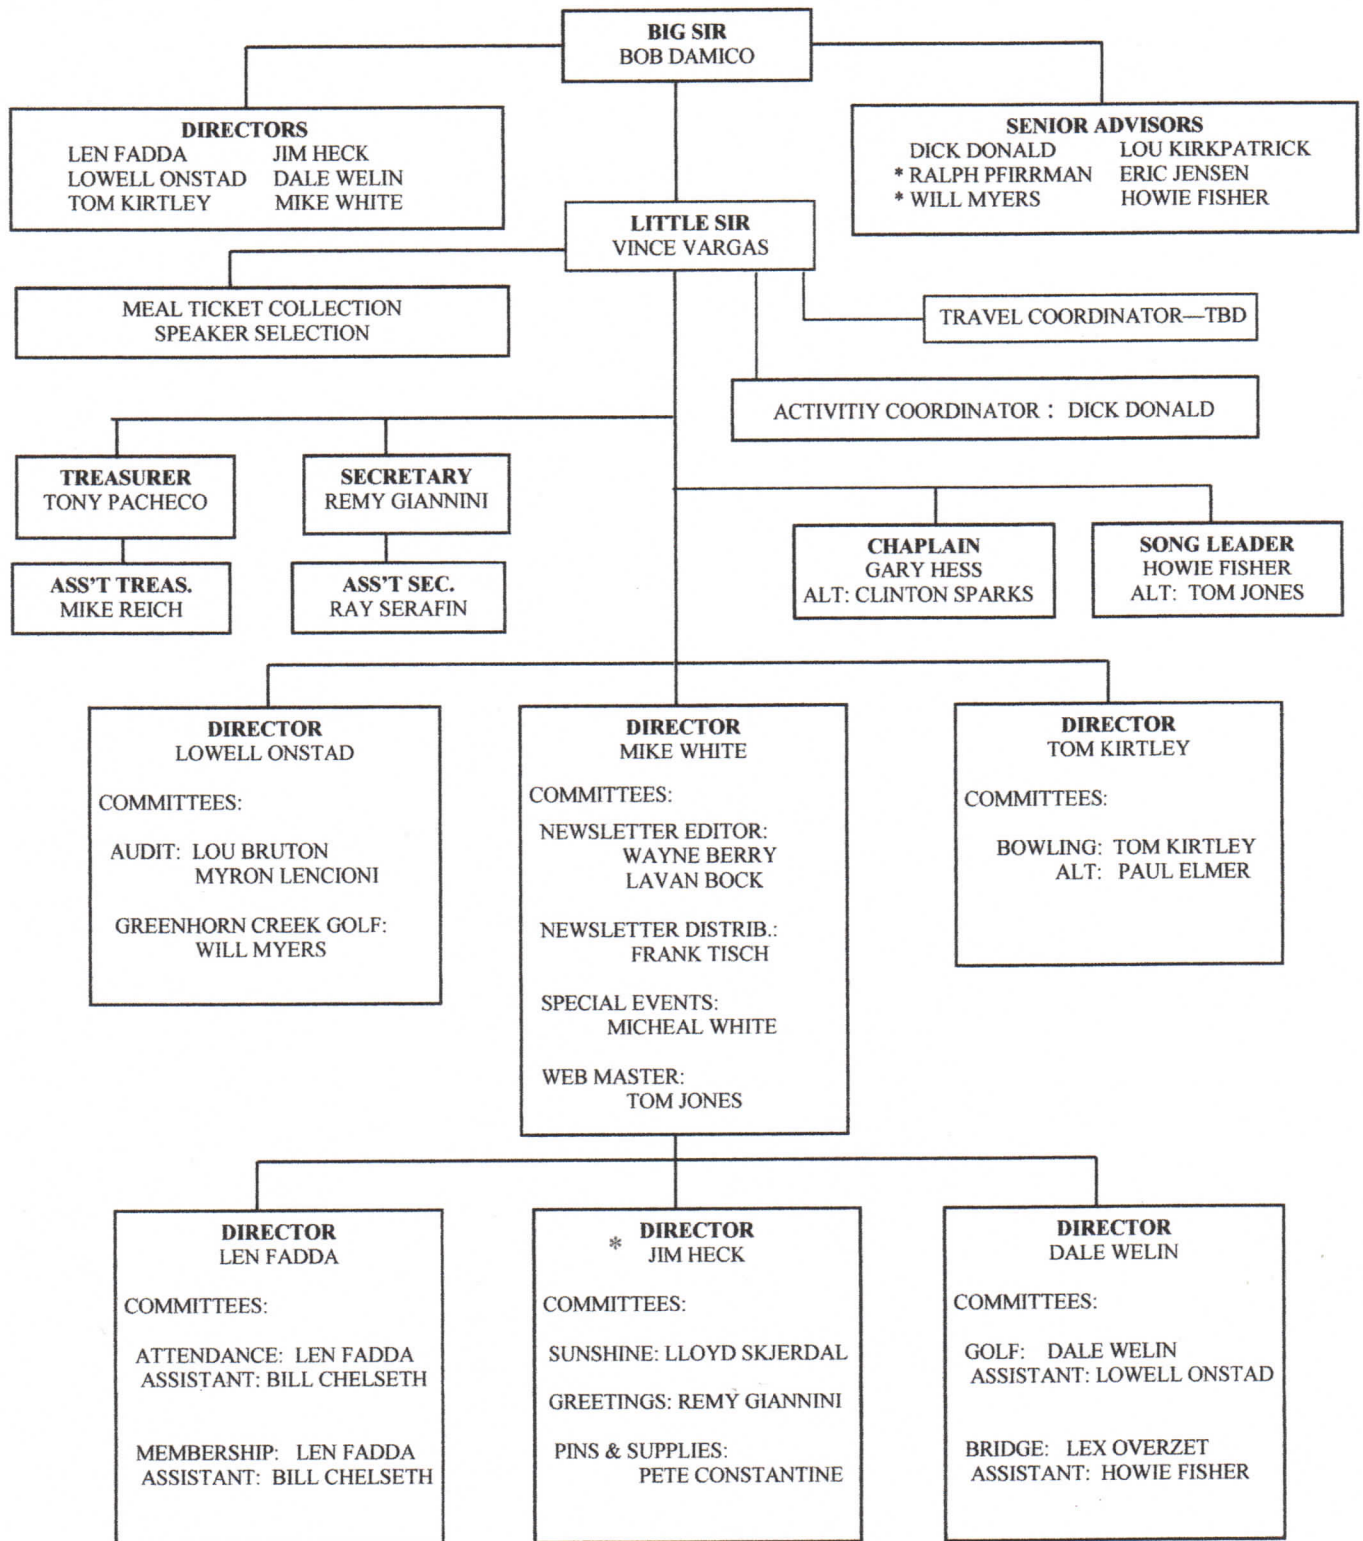 BIG SIR
BOB DAMICO
DIRECTORS
LEN FADDA JIM HECK
LOWELL ONSTAD DALE WELIN
TOM KIRTLEY MIKE WHITE
SENIOR ADVISORS
DICK DONALD LOU KIRKPATRICK
* RALPH PFIRRMAN ERIC JENSEN
* WILL MYERS HOWIE FISHER
LITTLE SIR
VINCE VARGAS
MEAL TICKET COLLECTION
SPEAKER SELECTION
TRAVEL COORDINATOR—TBD
ACTIVITIY COORDINATOR : DICK DONALD
TREASURER
TONY PACHECO
SECRETARY
REMY GIANNINI
ASS'T TREAS.
MIKE REICH
ASS'T SEC.
RAY SERAFIN
CHAPLAIN
GARY HESS
ALT: CLINTON SPARKS
SONG LEADER
HOWIE FISHER
ALT: TOM JONES
DIRECTOR
LOWELL ONSTAD
COMMITTEES:
AUDIT: LOU BRUTON
MYRON LENCIONI
GREENHORN CREEK GOLF:
WILL MYERS
DIRECTOR
MIKE WHITE
COMMITTEES:
NEWSLETTER EDITOR:
WAYNE BERRY
LAVAN BOCK
NEWSLETTER DISTRIB.:
FRANK TISCH
SPECIAL EVENTS:
MICHEAL WHITE
WEB MASTER:
TOM JONES
DIRECTOR
TOM KIRTLEY
COMMITTEES:
BOWLING: TOM KIRTLEY
ALT: PAUL ELMER
DIRECTOR
LEN FADDA
COMMITTEES:
ATTENDANCE: LEN FADDA
ASSISTANT: BILL CHELSETH
MEMBERSHIP: LEN FADDA
ASSISTANT: BILL CHELSETH
DIRECTOR
* JIM HECK
COMMITTEES:
SUNSHINE: LLOYD SKJERDAL
GREETINGS: REMY GIANNINI
PINS & SUPPLIES:
PETE CONSTANTINE
DIRECTOR
DALE WELIN
COMMITTEES:
GOLF: DALE WELIN
ASSISTANT: LOWELL ONSTAD
BRIDGE: LEX OVERZET
ASSISTANT: HOWIE FISHER